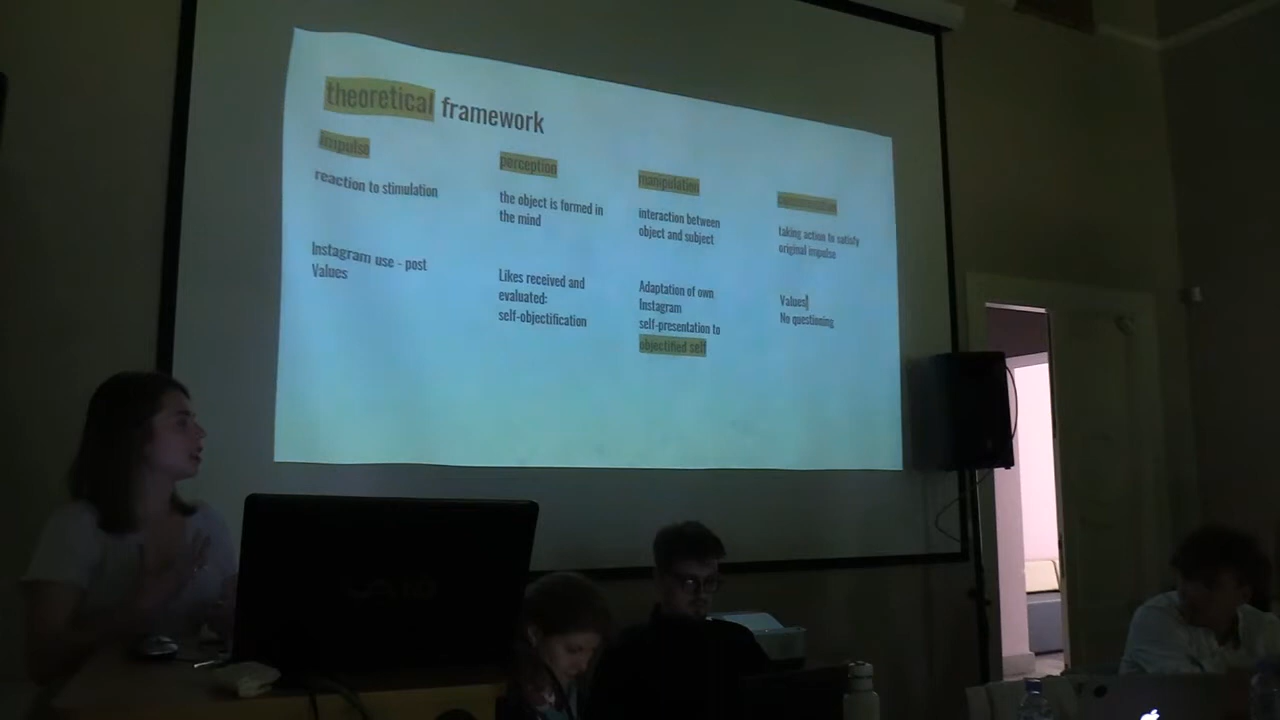 theoretical framework
impulse
reaction to stimulation
Instagram use - post
Values
perception
the object is formed in
the mind
Likes received and
evaluated:
self-objectification
manipulation
interaction between
object and subject
Adaptation of own
Instagram
self-presentation to
objectified self
taking action to satisfy
original impulse
Values
No questioning